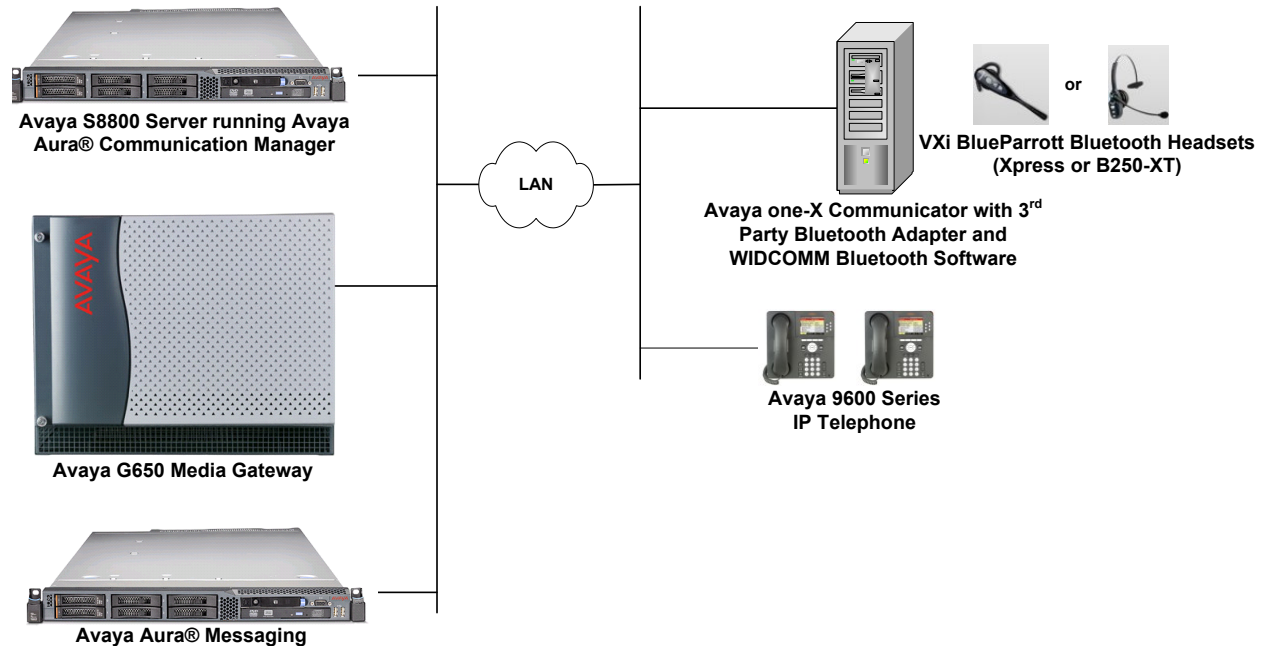 Avaya S8800 Server running Avaya
Aura® Communication Manager
AVAYA
Avaya G650 Media Gateway
Avaya Aura® Messaging
LAN
or
VXi BlueParrott Bluetooth Headsets
(Xpress or B250-XT)
Avaya one-X Communicator with 3rd
Party Bluetooth Adapter and
WIDCOMM Bluetooth Software
Avaya 9600 Series
IP Telephone